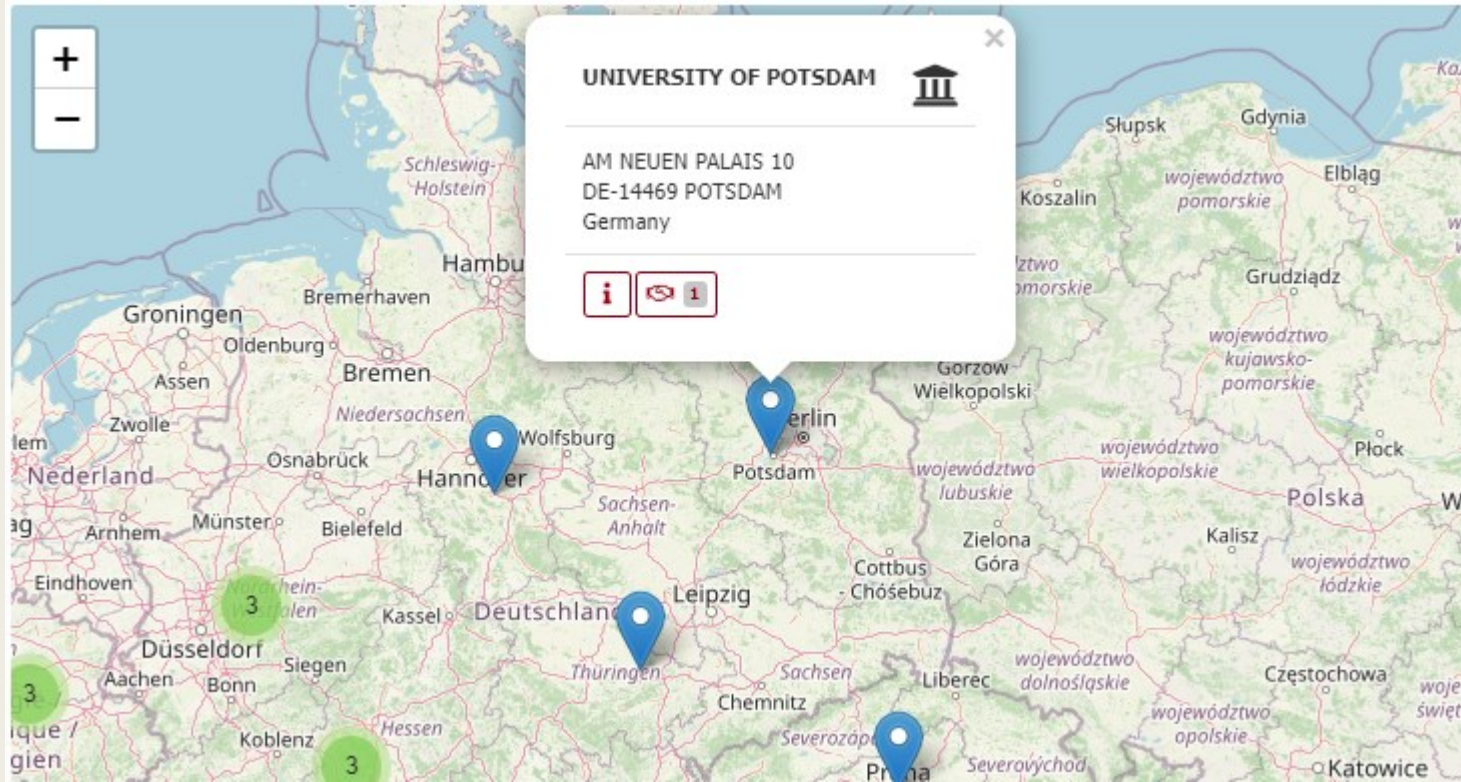 +
−
×
UNIVERSITY OF POTSDAM
AM NEUEN PALAIS 10
DE-14469 POTSDAM
Germany
i
1
Schleswig-
Holstein
Słupsk
Gdynia
Koszalin
województwo
pomorskie
Elbląg
Grudziądz
Bremerhaven
Groningen
Oldenburg
Assen
Bremen
województwo
kujawsko-
pomorskie
Gorzów
Wielkopolski
Zwolle
Niedersachsen
Wolfsburg
Nederland
Osnabrück
Potsdam
województwo
lubuskie
województwo
wielkopolskie
Płock
Polska
Sachsen-
Anhalt
Arnhem
Münster
Bielefeld
Zielona
Góra
Kalisz
Eindhoven
Cottbus
- Chóśebuz
województwo
łódzkie
3
Kassel
Deutschland
Leipzig
Düsseldorf
Siegen
Thüringen
Sachsen
Liberec
województwo
dolnośląskie
Częstochowa
3
Aachen
Bonn
Chemnitz
województwo
opolskie
Koblenz
Hessen
3
Severovýchod
Katowice